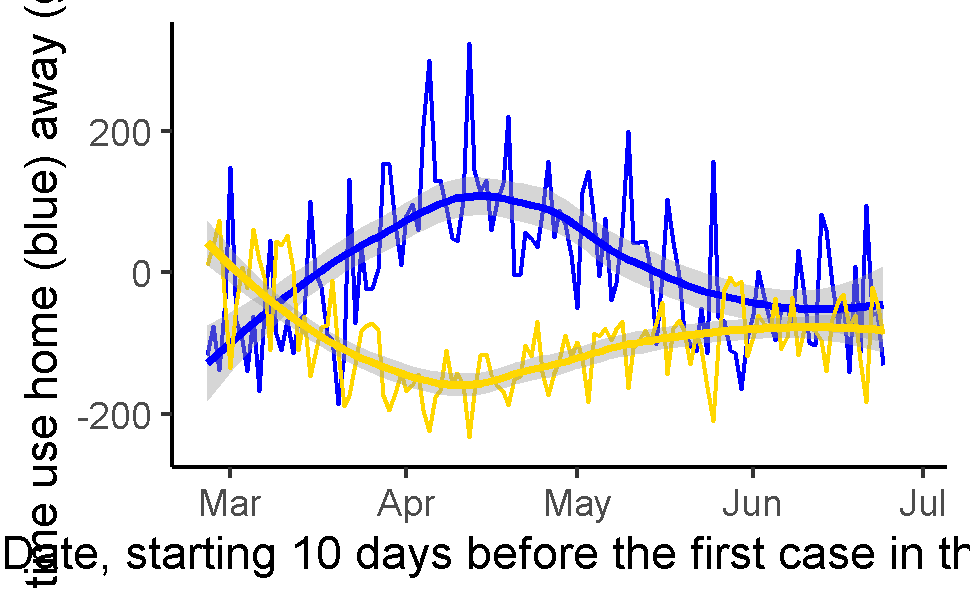 time use home (blue) away (
200
0
-200
Mar Apr May Jun Jul
Date, starting 10 days before the first case in th